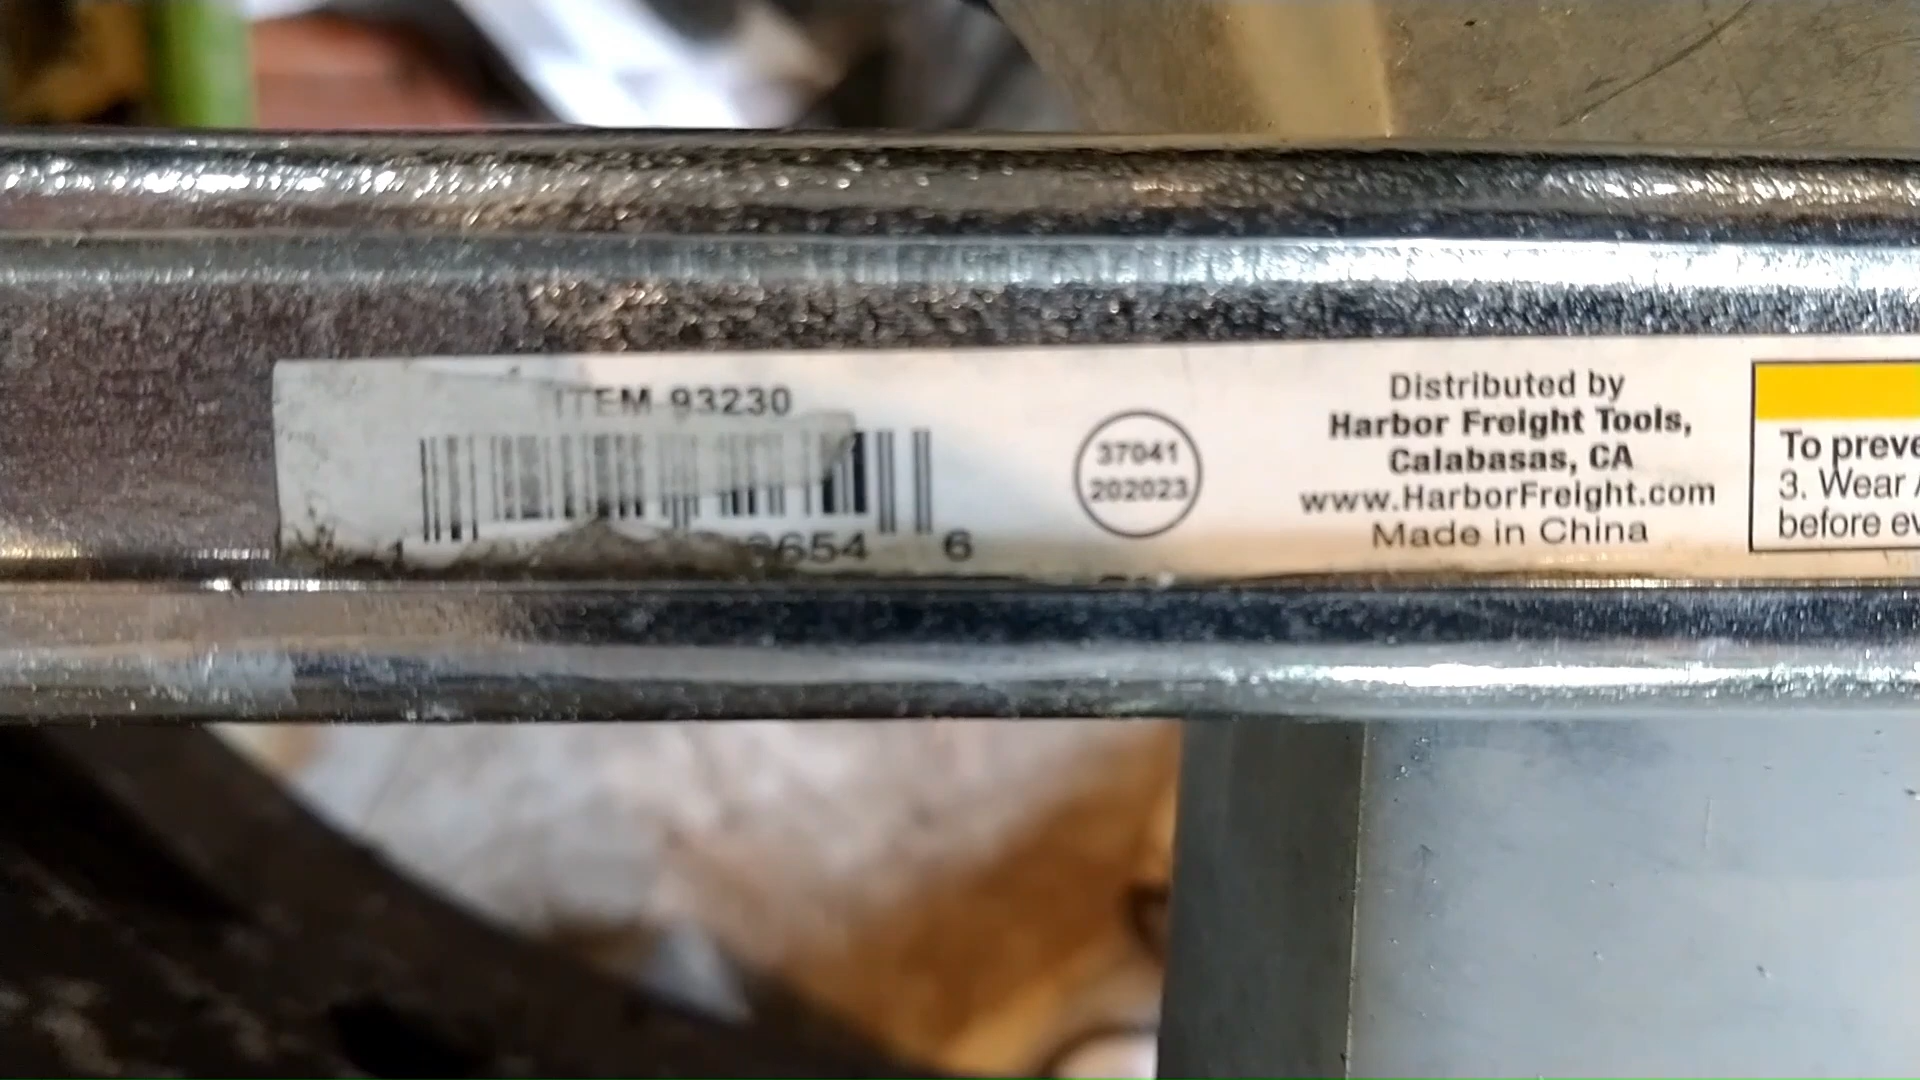 ITEM 93230
654 6
37041
202023
Distributed by
Harbor Freight Tools,
Calabasas, CA
www.HarborFreight.com
Made in China
To preve
3. Wear
before ev